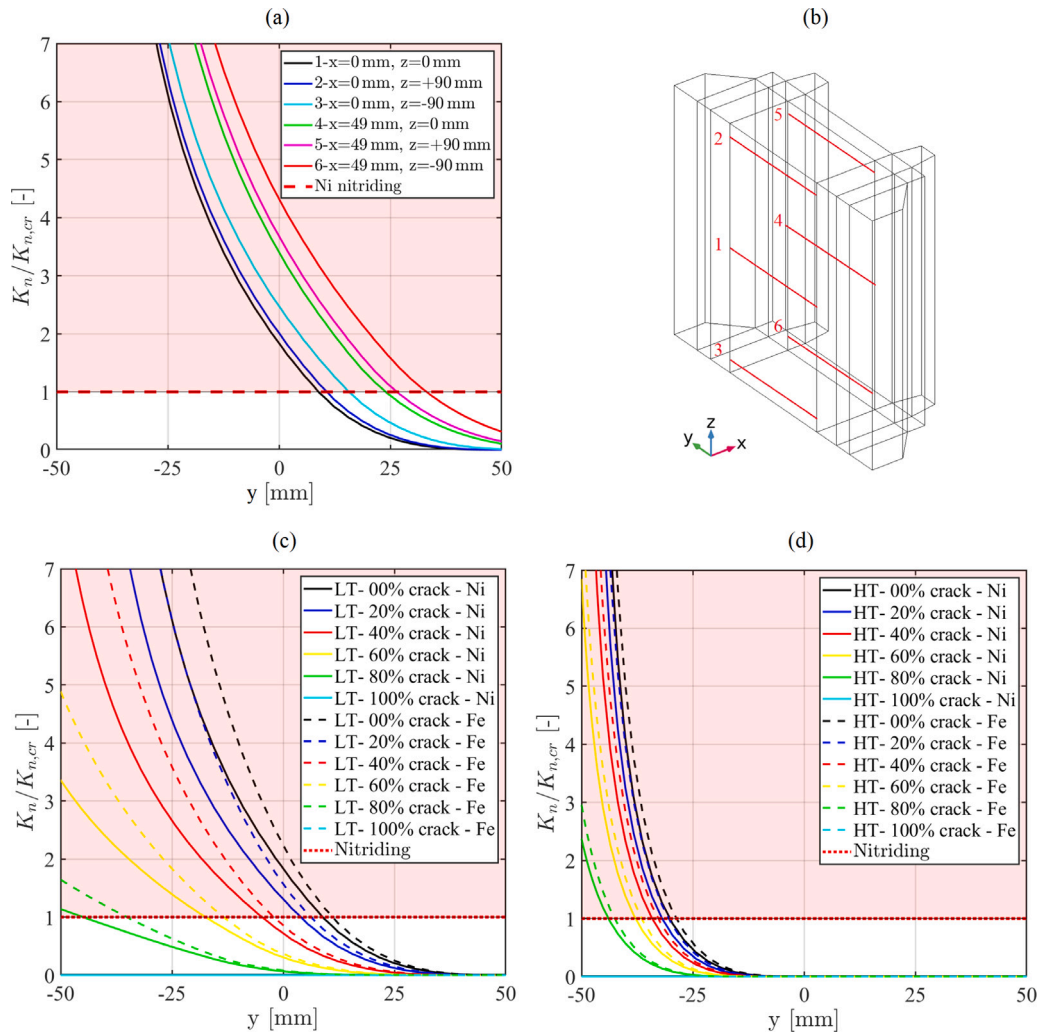 (a)
7
6
5
4
3
2
1
0
K_n/K_{n,cr} [-]
-50
-25
0
25
50
y [mm]
1-x=0 mm, z=0 mm
2-x=0 mm, z=+90 mm
3-x=0 mm, z=-90 mm
4-x=49 mm, z=0 mm
5-x=49 mm, z=+90 mm
6-x=49 mm, z=-90 mm
Ni nitriding
(b)
5
2
4
1
6
3
z
y
x
(c)
7
6
5
4
3
2
1
0
K_n/K_{n,cr} [-]
-50
-25
0
25
50
y [mm]
LT- 00% crack - Ni
LT- 20% crack - Ni
LT- 40% crack - Ni
LT- 60% crack - Ni
LT- 80% crack - Ni
LT- 100% crack - Ni
LT- 00% crack - Fe
LT- 20% crack - Fe
LT- 40% crack - Fe
LT- 60% crack - Fe
LT- 80% crack - Fe
LT- 100% crack - Fe
Nitriding
(d)
7
6
5
4
3
2
1
0
K_n/K_{n,cr} [-]
-50
-25
0
25
50
y [mm]
HT- 00% crack - Ni
HT- 20% crack - Ni
HT- 40% crack - Ni
HT- 60% crack - Ni
HT- 80% crack - Ni
HT- 100% crack - Ni
HT- 00% crack - Fe
HT- 20% crack - Fe
HT- 40% crack - Fe
HT- 60% crack - Fe
HT- 80% crack - Fe
HT- 100% crack - Fe
Nitriding